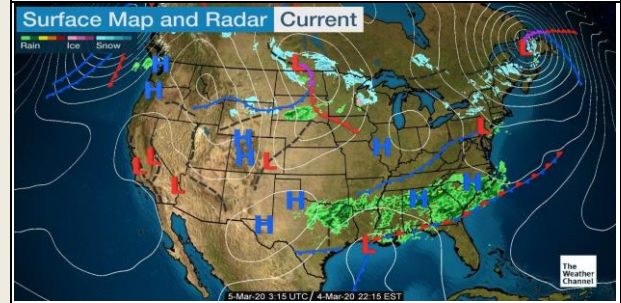 Surface Map and Radar Current
Rain Ice Snow
L
H
L
H
L
H
H
H
L
L
L
L
H
H
H
H
H
L
The
Weather
Channel
5-Mar-20 3:15 UTC / 4-Mar-20 22:15 EST